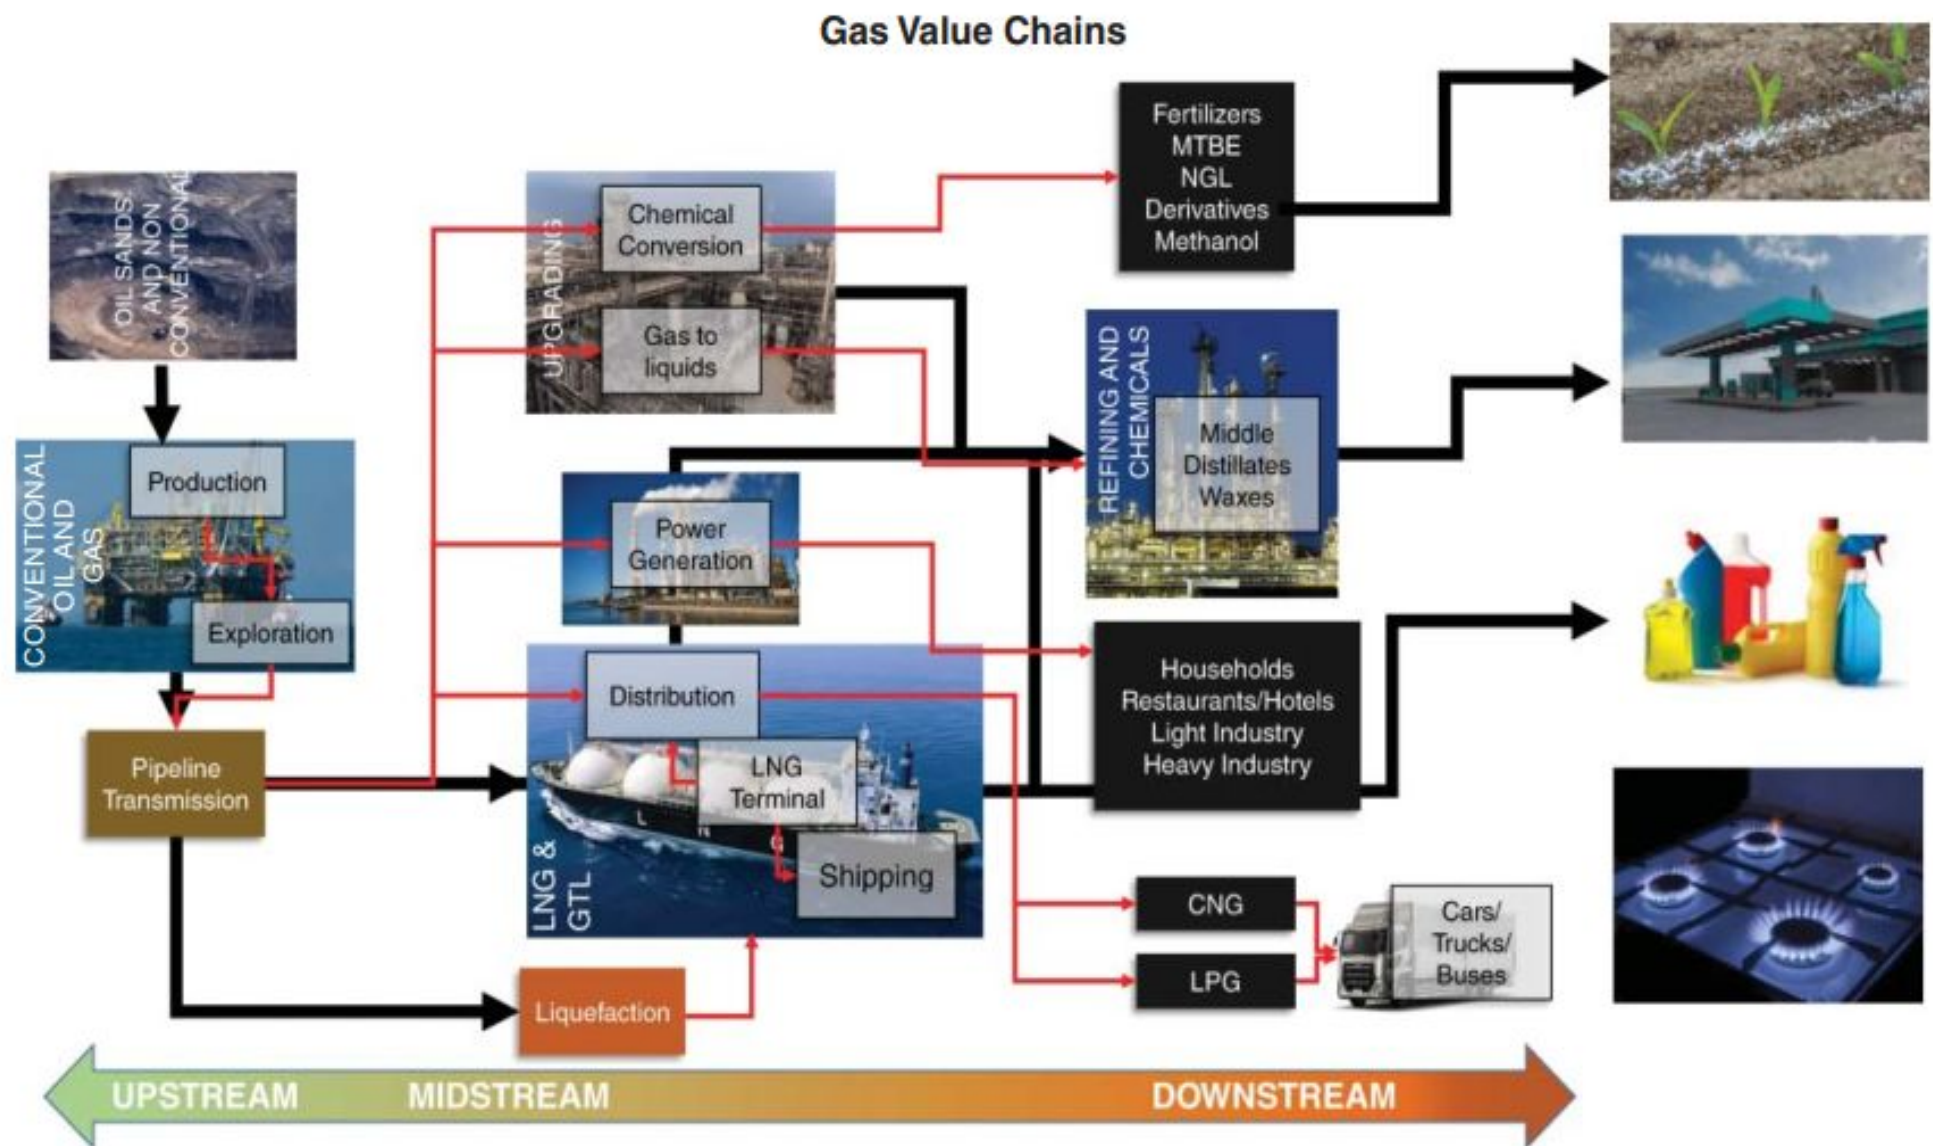 Gas Value Chains
OIL SANDS
AND NON
CONVENTIONAL
CONVENTIONAL
OIL AND
GAS
Production
Exploration
Pipeline
Transmission
UPGRADING
Chemical
Conversion
Gas to
liquids
Power
Generation
LNG &
GTL
Distribution
LNG
Terminal
Shipping
L N G
Liquefaction
Fertilizers
MTBE
NGL
Derivatives
Methanol
REFINING AND
CHEMICALS
Middle
Distillates
Waxes
Households
Restaurants/Hotels
Light Industry
Heavy Industry
CNG
LPG
Cars/
Trucks/
Buses
UPSTREAM
MIDSTREAM
DOWNSTREAM